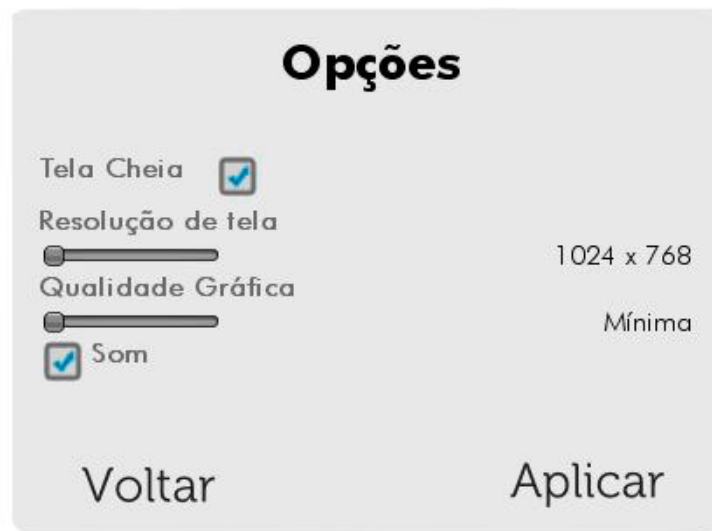 Opções
Tela Cheia
Resolução de tela
1024 x 768
Qualidade Gráfica
Mínima
Som
Voltar
Aplicar